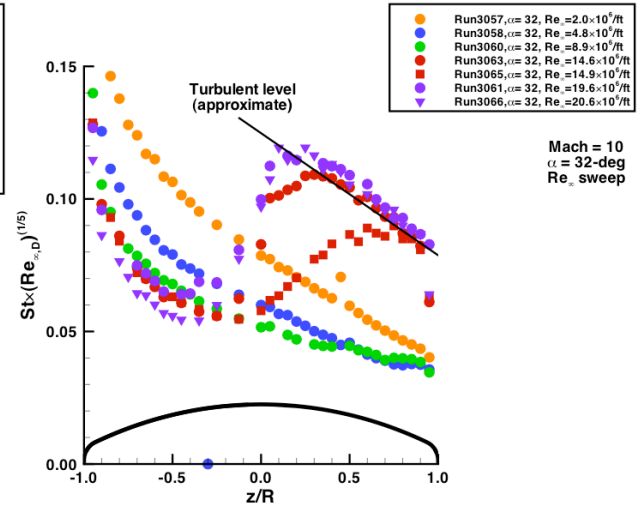 Run3057,α= 32, Re∞=2.0×10⁶/ft
Run3058,α= 32, Re∞=4.8×10⁶/ft
Run3060,α= 32, Re∞=8.9×10⁶/ft
Run3063,α= 32, Re∞=14.6×10⁶/ft
Run3065,α= 32, Re∞=14.9×10⁶/ft
Run3061,α= 32, Re∞=19.6×10⁶/ft
Run3066,α= 32, Re∞=20.6×10⁶/ft
Mach = 10
α = 32-deg
Re∞ sweep
Turbulent level
(approximate)
St×(Re∞,D)(1/5)
0.15
0.10
0.05
0.00
-1.0 -0.5 0.0 0.5 1.0
z/R